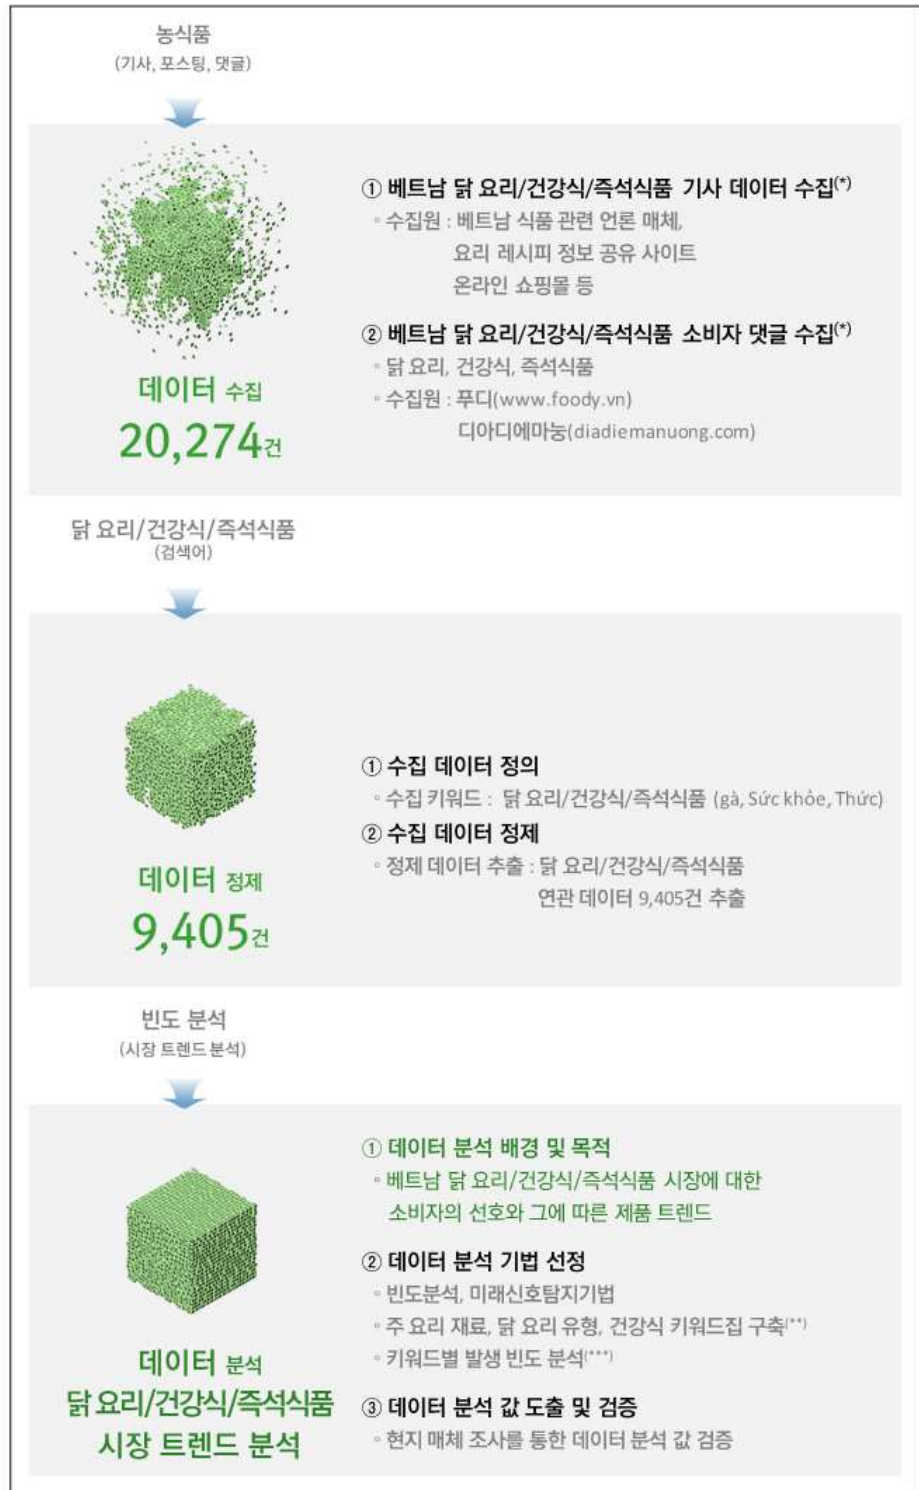 농식품
(기사, 포스팅, 댓글)
데이터 수집
20,274건
① 베트남 닭 요리/건강식/즉석식품 기사 데이터 수집(*)
◦ 수집원 : 베트남 식품 관련 언론 매체,
요리 레시피 정보 공유 사이트
온라인 쇼핑몰 등
② 베트남 닭 요리/건강식/즉석식품 소비자 댓글 수집(*)
◦ 닭 요리, 건강식, 즉석식품
◦ 수집원 : 푸디(www.foody.vn)
디아디에마눙(diadiemanuong.com)
닭 요리/건강식/즉석식품
(검색어)
데이터 정제
9,405건
① 수집 데이터 정의
◦ 수집 키워드 : 닭 요리/건강식/즉석식품 (gà, Sức khỏe, Thức)
② 수집 데이터 정제
◦ 정제 데이터 추출 : 닭 요리/건강식/즉석식품
연관 데이터 9,405건 추출
빈도 분석
(시장 트렌드 분석)
데이터 분석
닭 요리/건강식/즉석식품
시장 트렌드 분석
① 데이터 분석 배경 및 목적
◦ 베트남 닭 요리/건강식/즉석식품 시장에 대한
소비자의 선호와 그에 따른 제품 트렌드
② 데이터 분석 기법 선정
◦ 빈도분석, 미래신호탐지기법
◦ 주 요리 재료, 닭 요리 유형, 건강식 키워드집 구축(**)
◦ 키워드별 발생 빈도 분석(***)
③ 데이터 분석 값 도출 및 검증
◦ 현지 매체 조사를 통한 데이터 분석 값 검증